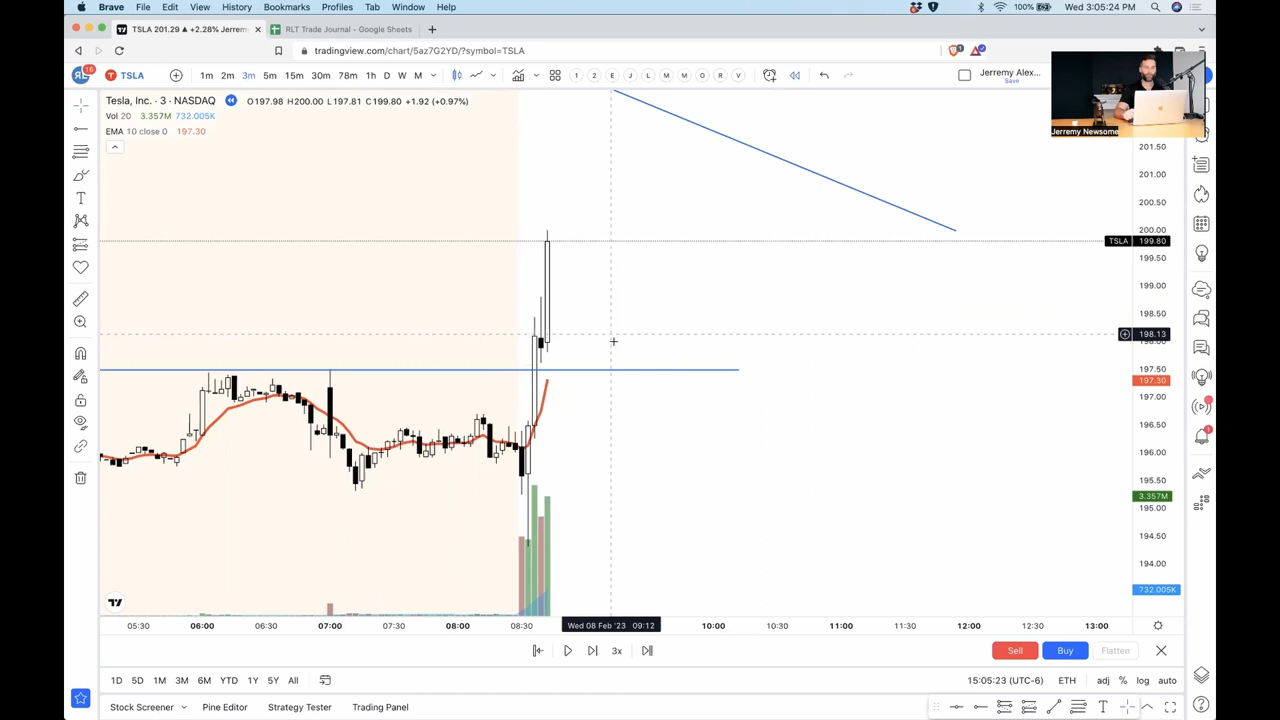 Brave File Edit View History Bookmarks Profiles Tab Window Help 100% Wed 3:05:24 PM
TSLA 201.29 ▲ +2.28% Jerrem RLT Trade Journal - Google Sheets
tradingview.com/chart/5az7G2YD/?symbol=TSLA
16 TSLA 1m 2m 3m 5m 15m 30m 78m 1h D W M 1 2 E J L M M O R V Jerremy Alex...
Save
Jerremy Newsome
Tesla, Inc. · 3 · NASDAQ O197.98 H200.00 L197.81 C199.80 +1.92 (+0.97%)
Vol 20 3.357M 732.005K
EMA 10 close 0 197.30
201.50
201.00
200.50
200.00
TSLA 199.80
199.50
199.00
198.50
198.13
198.00
197.50
197.30
197.00
196.50
196.00
195.50
3.357M
195.00
194.50
194.00
732.005K
05:30 06:00 06:30 07:00 07:30 08:00 08:30 Wed 08 Feb '23 09:12 10:00 10:30 11:00 11:30 12:00 12:30 13:00
3x Sell Buy Flatten
1D 5D 1M 3M 6M YTD 1Y 5Y All 15:05:23 (UTC-6) ETH adj % log auto
Stock Screener Pine Editor Strategy Tester Trading Panel